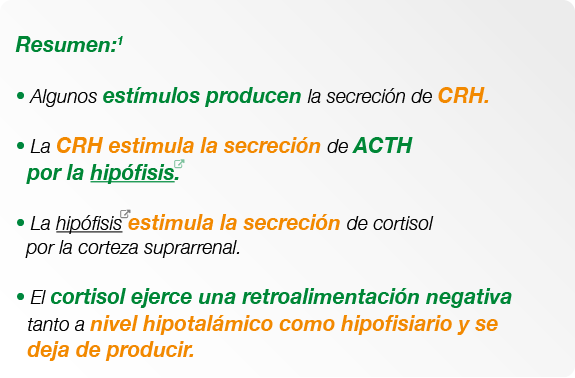 Resumen:¹
• Algunos estímulos producen la secreción de CRH.
• La CRH estimula la secreción de ACTH
por la hipófisis.
• La hipófisis estimula la secreción de cortisol
por la corteza suprarrenal.
• El cortisol ejerce una retroalimentación negativa
tanto a nivel hipotalámico como hipofisiario y se
deja de producir.